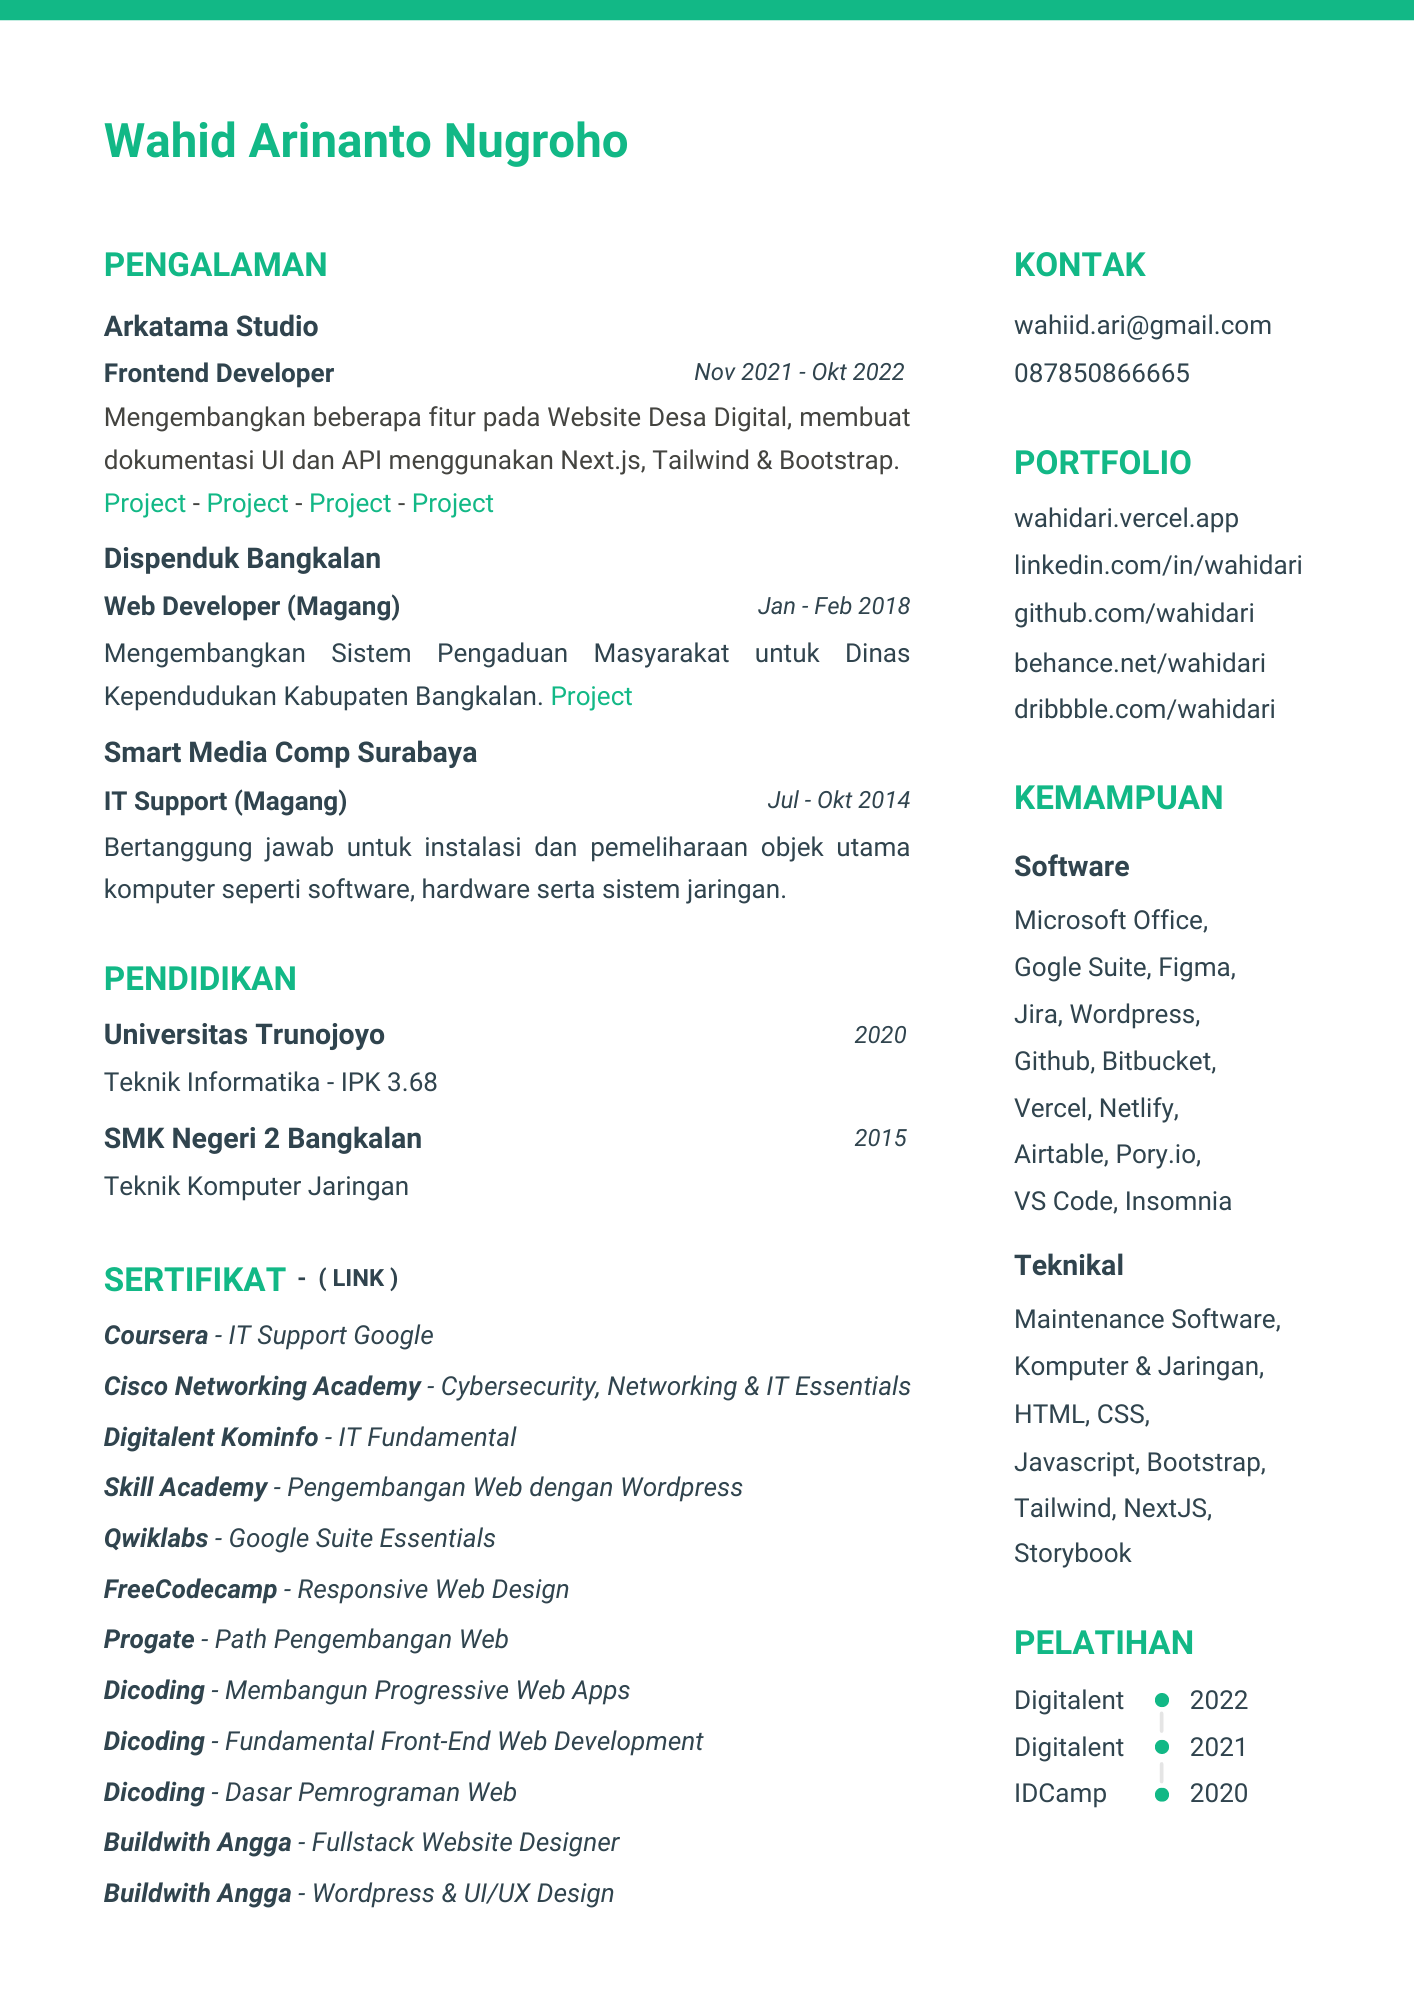 Wahid Arinanto Nugroho
PENGALAMAN
Arkatama Studio
Frontend Developer Nov 2021 - Okt 2022
Mengembangkan beberapa fitur pada Website Desa Digital, membuat
dokumentasi UI dan API menggunakan Next.js, Tailwind & Bootstrap.
Project - Project - Project - Project
Dispenduk Bangkalan
Web Developer (Magang) Jan - Feb 2018
Mengembangkan Sistem Pengaduan Masyarakat untuk Dinas
Kependudukan Kabupaten Bangkalan. Project
Smart Media Comp Surabaya
IT Support (Magang) Jul - Okt 2014
Bertanggung jawab untuk instalasi dan pemeliharaan objek utama
komputer seperti software, hardware serta sistem jaringan.
PENDIDIKAN
Universitas Trunojoyo 2020
Teknik Informatika - IPK 3.68
SMK Negeri 2 Bangkalan 2015
Teknik Komputer Jaringan
SERTIFIKAT - ( LINK )
Coursera - IT Support Google
Cisco Networking Academy - Cybersecurity, Networking & IT Essentials
Digitalent Kominfo - IT Fundamental
Skill Academy - Pengembangan Web dengan Wordpress
Qwiklabs - Google Suite Essentials
FreeCodecamp - Responsive Web Design
Progate - Path Pengembangan Web
Dicoding - Membangun Progressive Web Apps
Dicoding - Fundamental Front-End Web Development
Dicoding - Dasar Pemrograman Web
Buildwith Angga - Fullstack Website Designer
Buildwith Angga - Wordpress & UI/UX Design
KONTAK
wahiid.ari@gmail.com
087850866665
PORTFOLIO
wahidari.vercel.app
linkedin.com/in/wahidari
github.com/wahidari
behance.net/wahidari
dribbble.com/wahidari
KEMAMPUAN
Software
Microsoft Office,
Gogle Suite, Figma,
Jira, Wordpress,
Github, Bitbucket,
Vercel, Netlify,
Airtable, Pory.io,
VS Code, Insomnia
Teknikal
Maintenance Software,
Komputer & Jaringan,
HTML, CSS,
Javascript, Bootstrap,
Tailwind, NextJS,
Storybook
PELATIHAN
Digitalent 2022
Digitalent 2021
IDCamp 2020